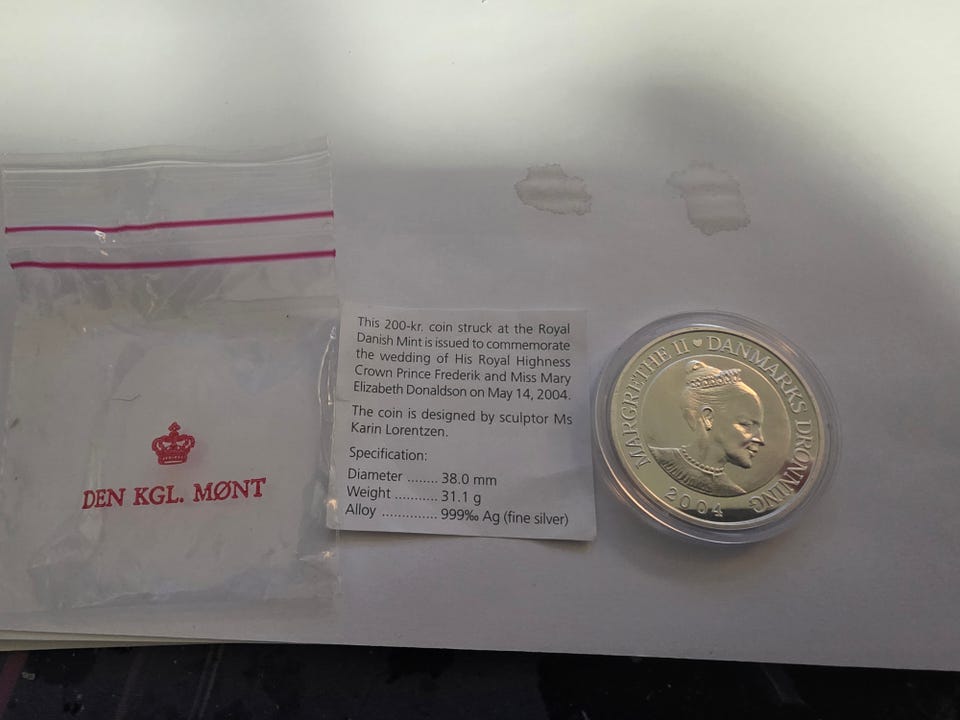 DEN KGL. MØNT
This 200-kr. coin struck at the Royal
Danish Mint is issued to commemorate
the wedding of His Royal Highness
Crown Prince Frederik and Miss Mary
Elizabeth Donaldson on May 14, 2004.
The coin is designed by sculptor Ms
Karin Lorentzen.
Specification:
Diameter ........ 38.0 mm
Weight ........... 31.1 g
Alloy .............. 999‰ Ag (fine silver)
MARGRETHE II ♥ DANMARKS DRONNING
2004